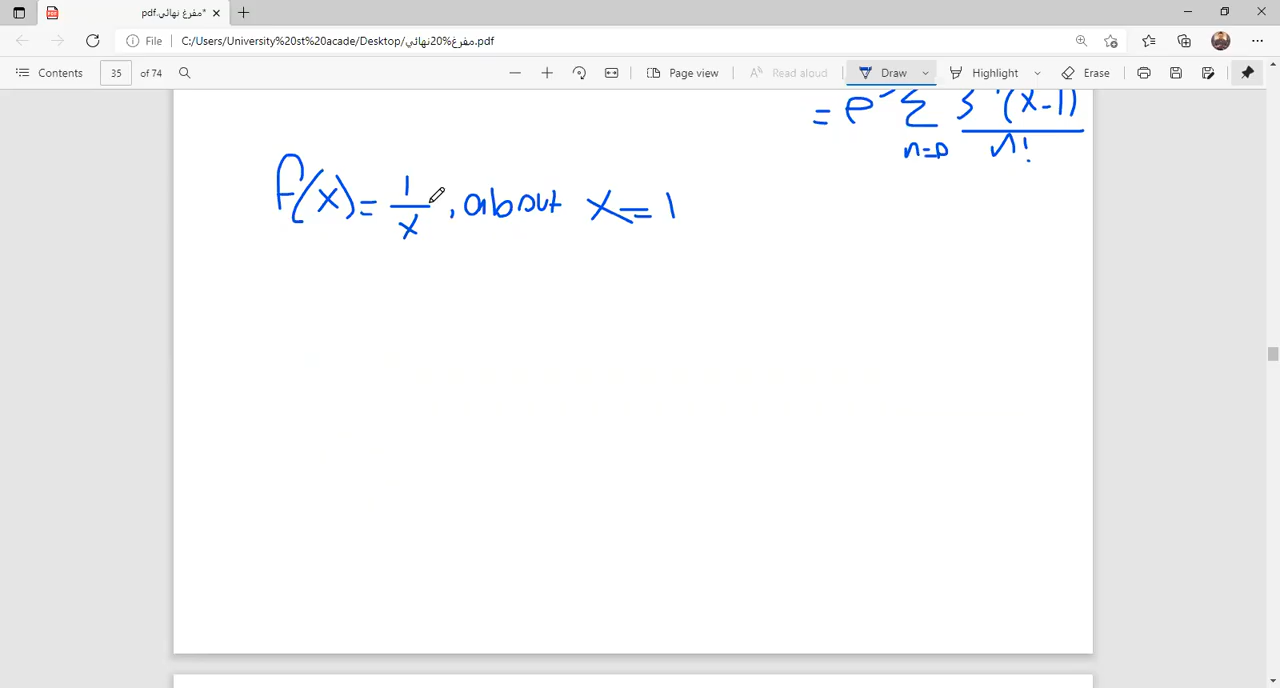 مفرغ نهائي.pdf*
File C:/Users/University%20st%20acade/Desktop/مفرغ%20نهائي.pdf
Contents 35 of 74 Page view Read aloud Draw Highlight Erase
n=0 n!
f(x) = 1/x , about x = 1